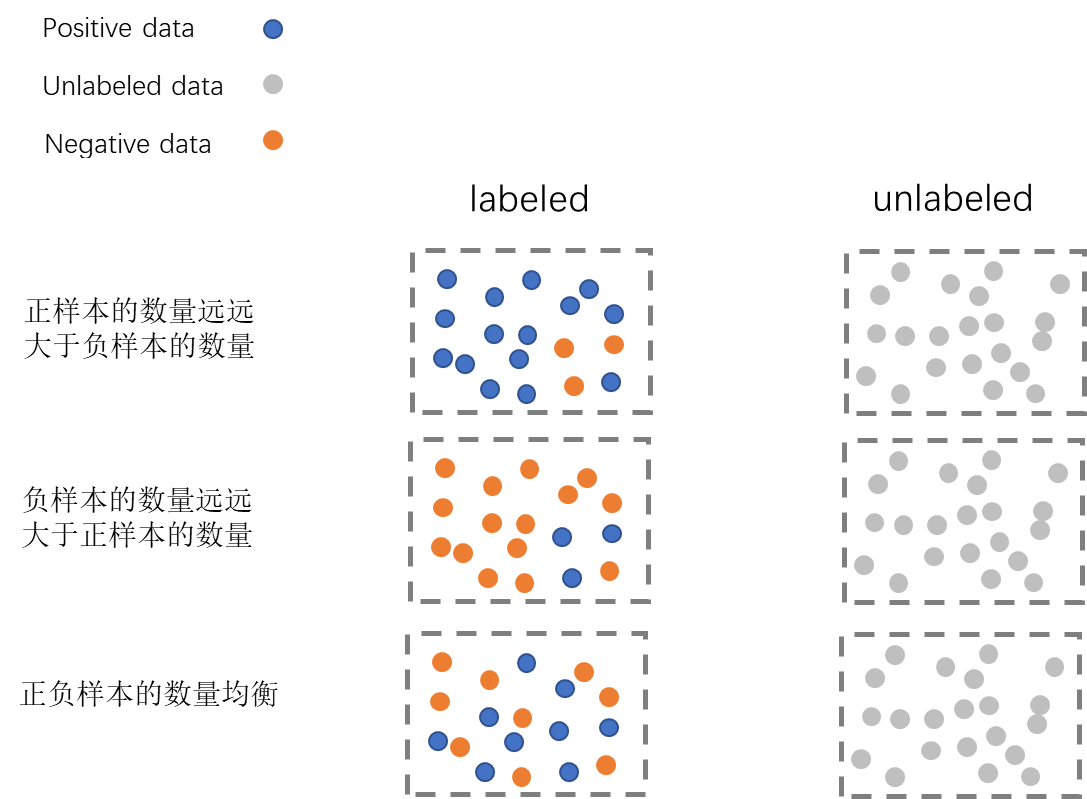 Positive data
Unlabeled data
Negative data
labeled
unlabeled
正样本的数量远远
大于负样本的数量
负样本的数量远远
大于正样本的数量
正负样本的数量均衡